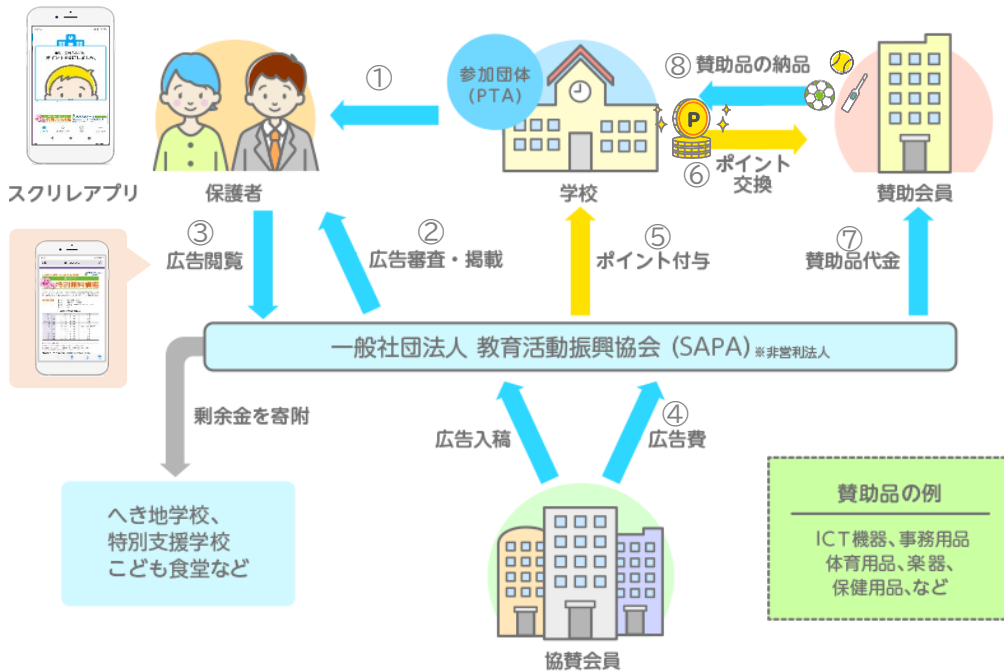 スクリレアプリ
保護者
①
参加団体
(PTA)
学校
⑧ 賛助品の納品
P
⑥ ポイント
交換
賛助会員
③
広告閲覧
②
広告審査・掲載
⑤
ポイント付与
⑦
賛助品代金
特別無料講座
一般社団法人 教育活動振興協会 (SAPA) ※非営利法人
剰余金を寄附
広告入稿
④
広告費
へき地学校、
特別支援学校
こども食堂など
協賛会員
賛助品の例
ICT機器、事務用品
体育用品、楽器、
保健用品、など